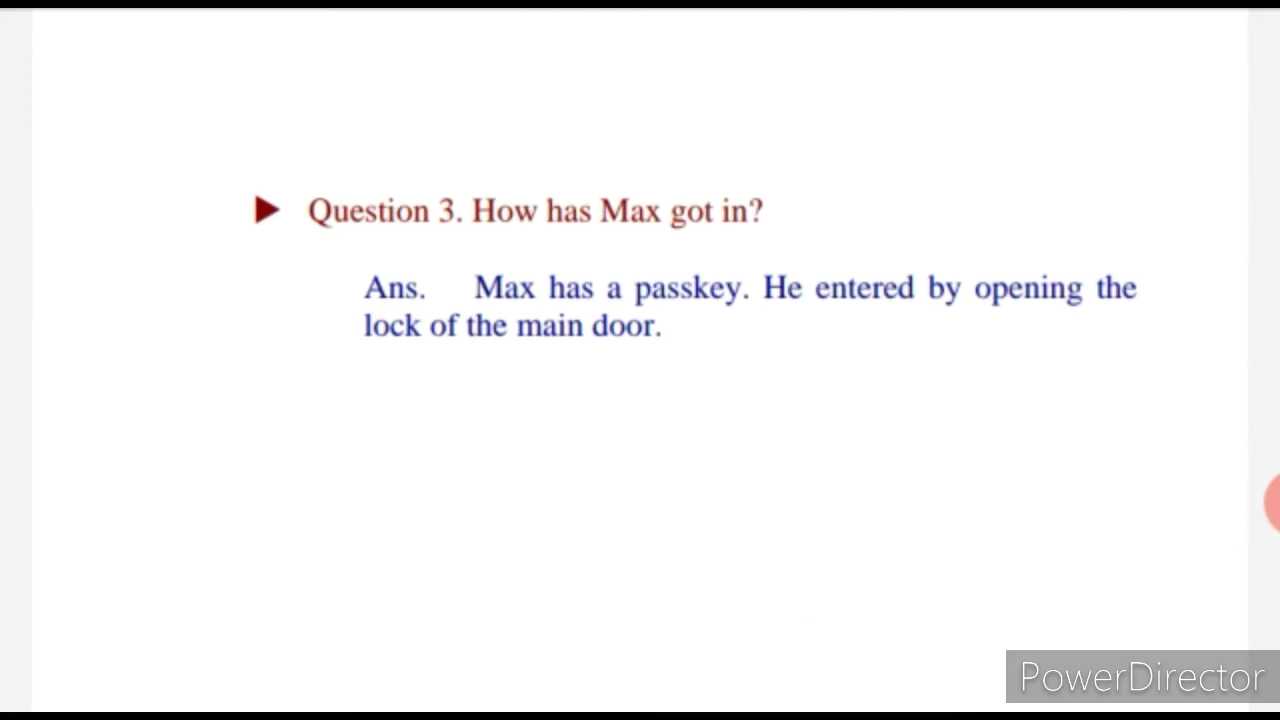 Question 3. How has Max got in?
Ans. Max has a passkey. He entered by opening the
lock of the main door.
PowerDirector